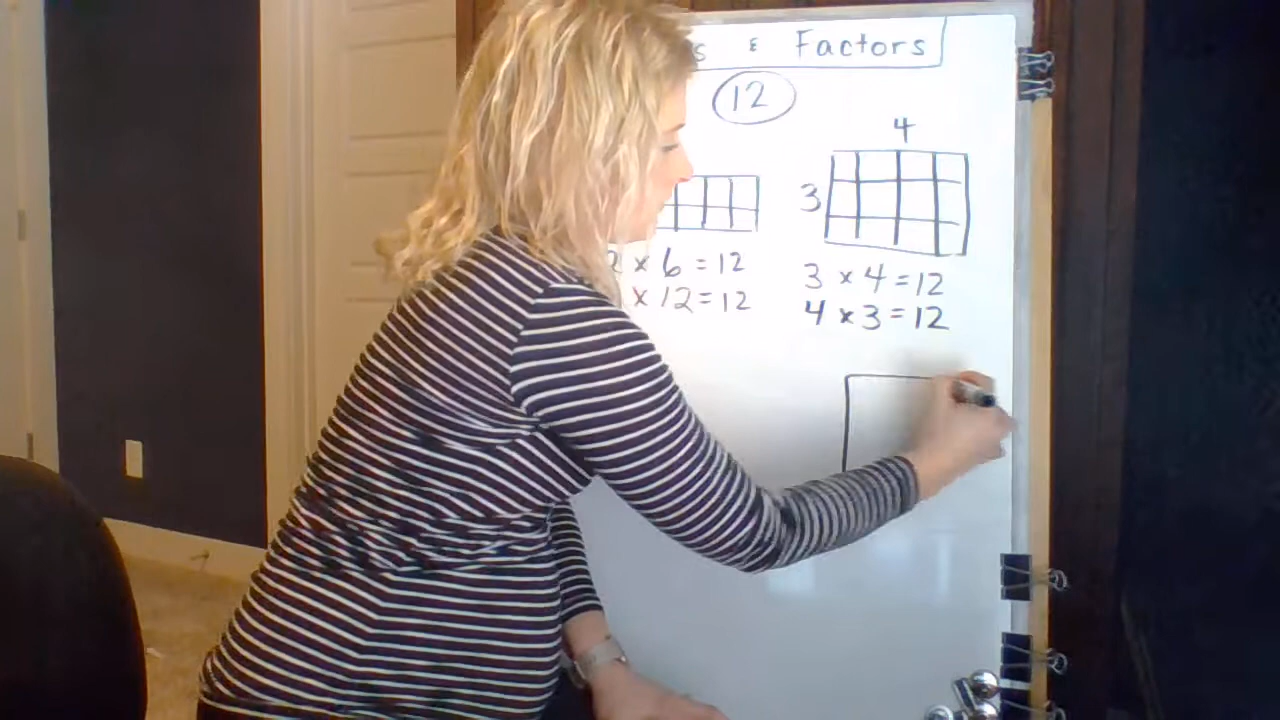 & Factors
12
4
3
x 6 = 12
x 12 = 12
3 x 4 = 12
4 x 3 = 12